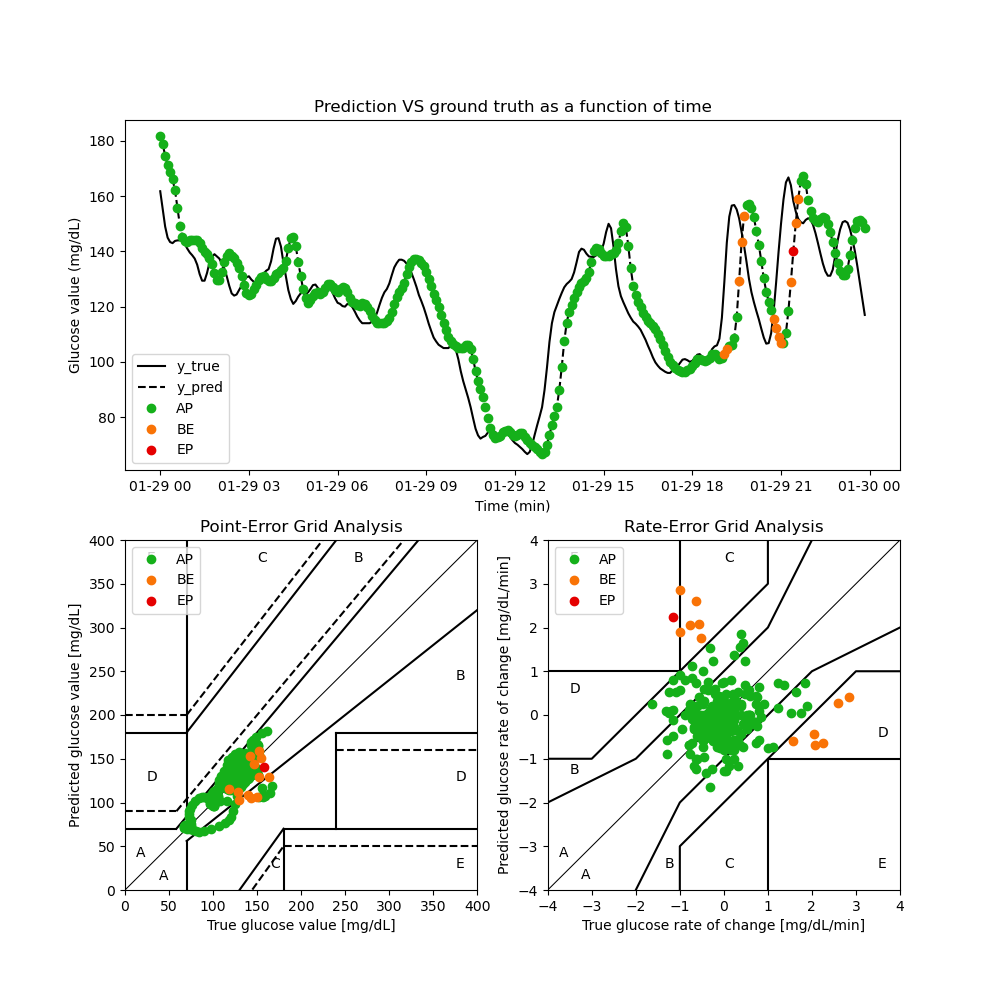 Prediction VS ground truth as a function of time
Glucose value (mg/dL)
180
160
140
120
100
80
y_true
y_pred
AP
BE
EP
01-29 00 01-29 03 01-29 06 01-29 09 01-29 12 01-29 15 01-29 18 01-29 21 01-30 00
Time (min)
Point-Error Grid Analysis
Predicted glucose value [mg/dL]
400
350
300
250
200
150
100
50
0
AP
BE
EP
C B
B
D D
A
A
C E
0 50 100 150 200 250 300 350 400
True glucose value [mg/dL]
Rate-Error Grid Analysis
Predicted glucose rate of change [mg/dL/min]
4
3
2
1
0
−1
−2
−3
−4
AP
BE
EP
C
D
D
B
A
A
B C E
−4 −3 −2 −1 0 1 2 3 4
True glucose rate of change [mg/dL/min]